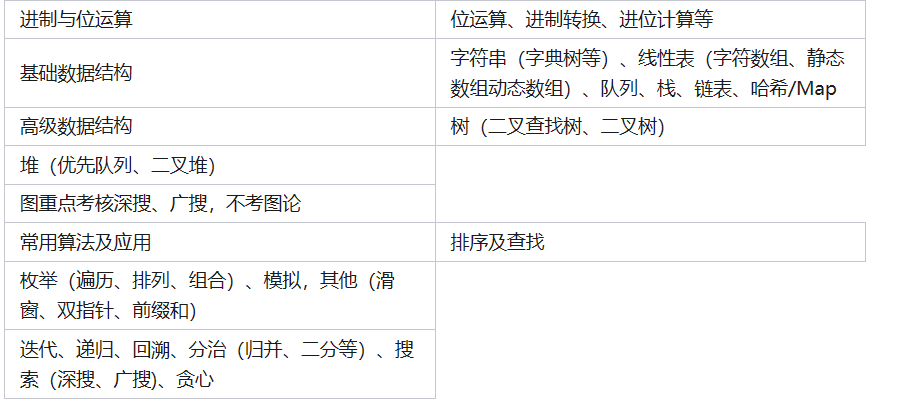 进制与位运算
位运算、进制转换、进位计算等
基础数据结构
字符串（字典树等）、线性表（字符数组、静态
数组动态数组）、队列、栈、链表、哈希/Map
高级数据结构
树（二叉查找树、二叉树）
堆（优先队列、二叉堆）
图重点考核深搜、广搜，不考图论
常用算法及应用
排序及查找
枚举（遍历、排列、组合）、模拟，其他（滑
窗、双指针、前缀和）
迭代、递归、回溯、分治（归并、二分等）、搜
索（深搜、广搜)、贪心